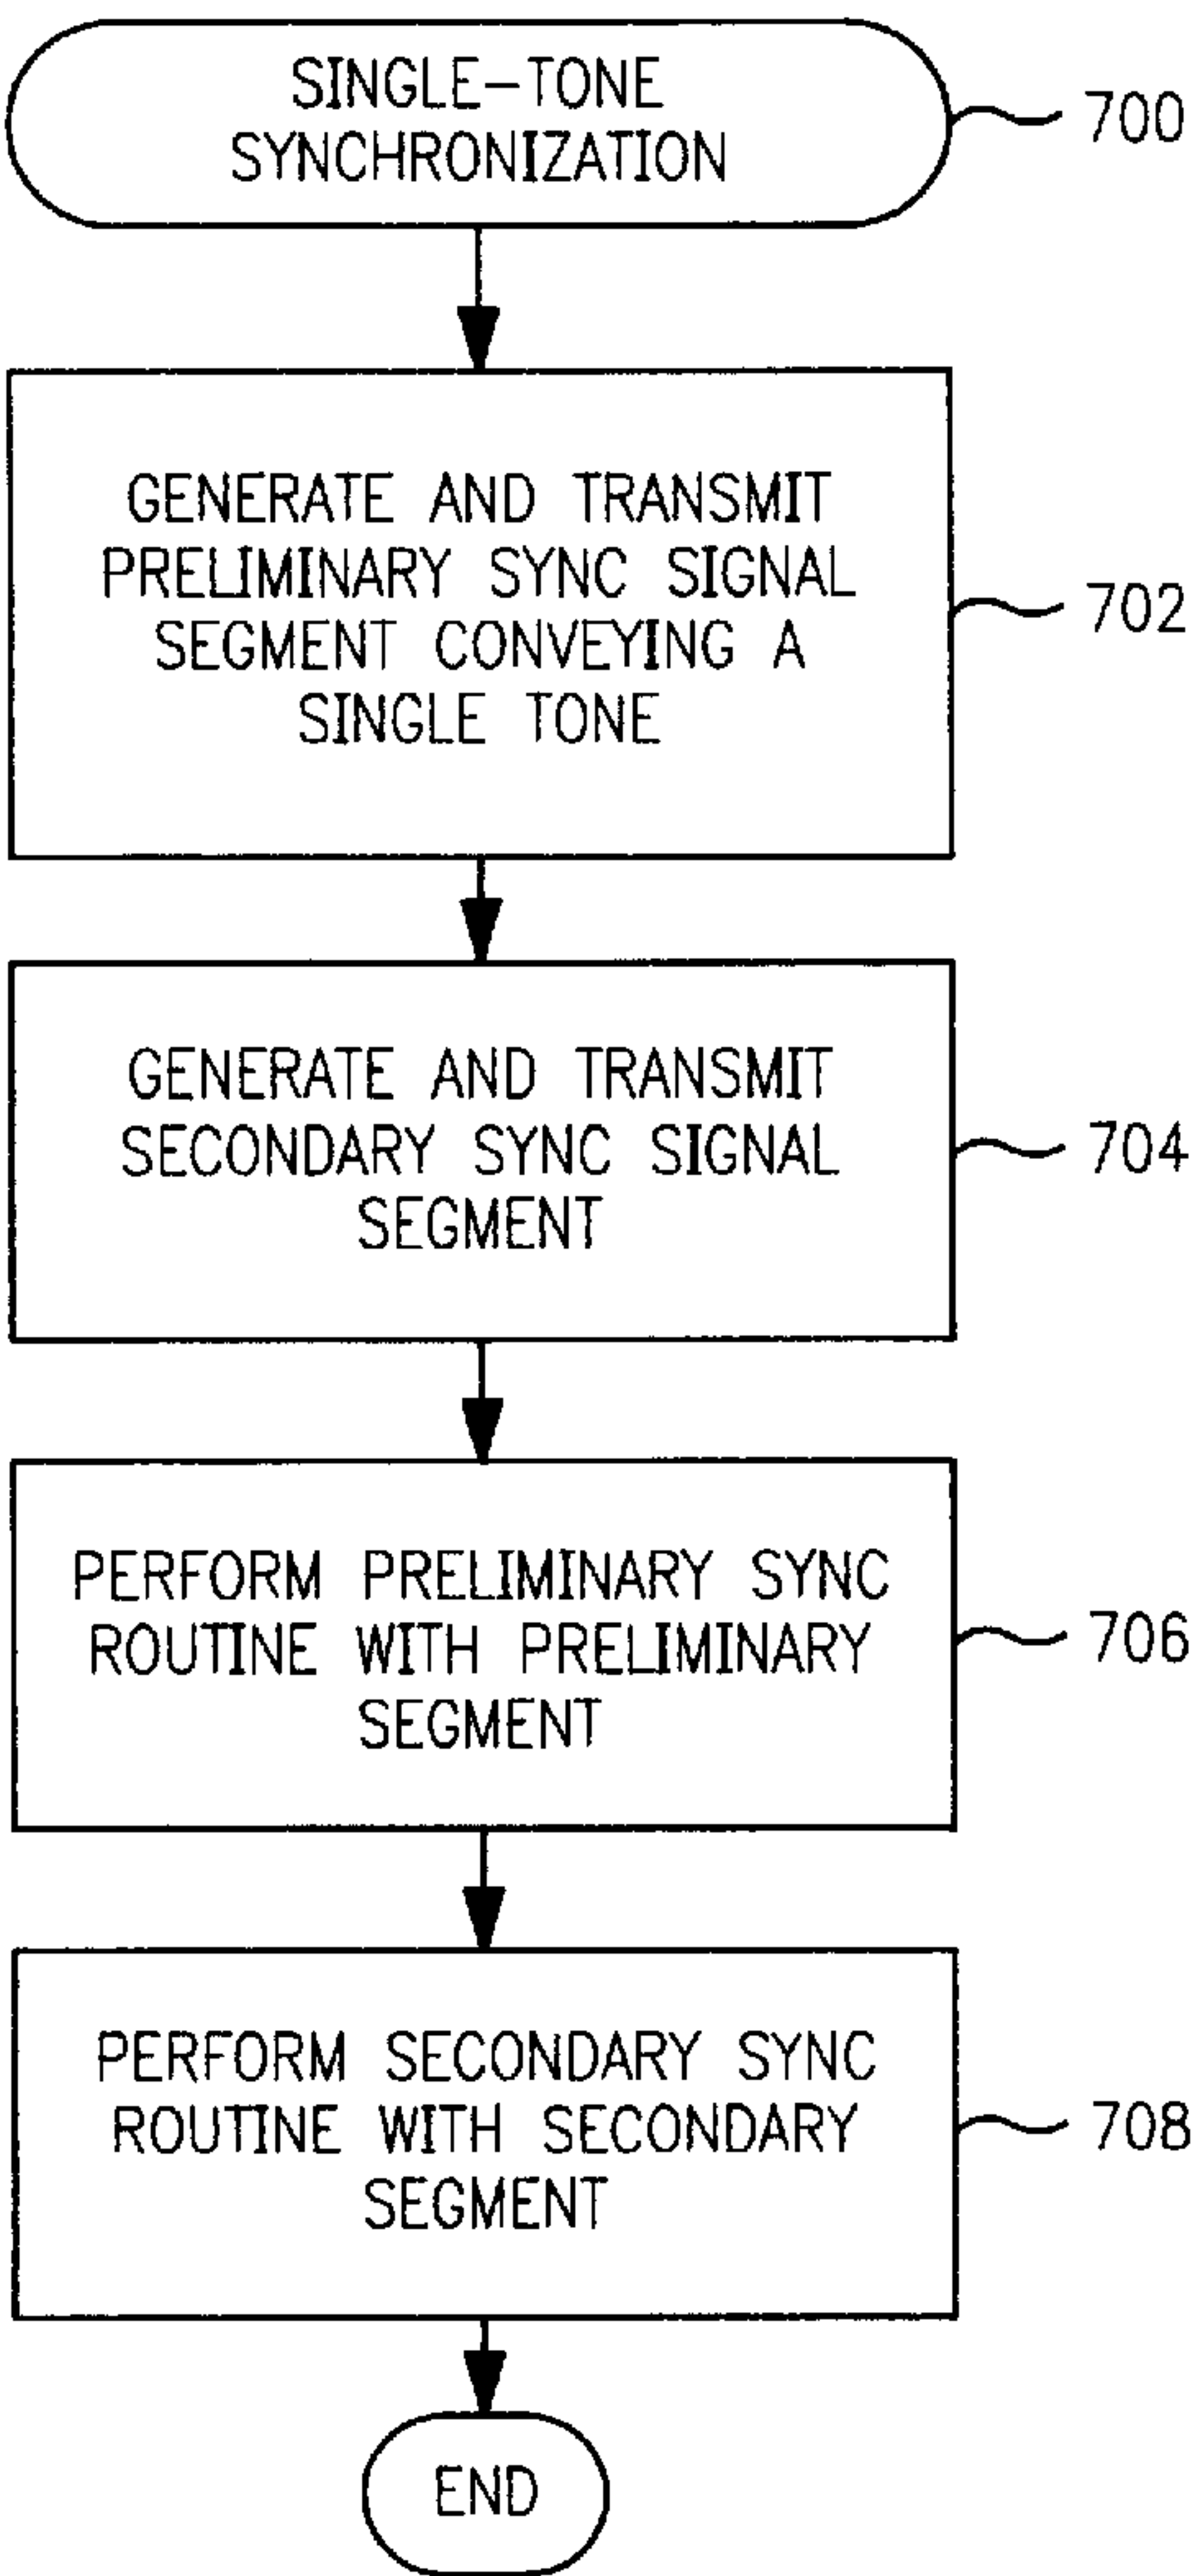 SINGLE-TONE
SYNCHRONIZATION
700
GENERATE AND TRANSMIT
PRELIMINARY SYNC SIGNAL
SEGMENT CONVEYING A
SINGLE TONE
702
GENERATE AND TRANSMIT
SECONDARY SYNC SIGNAL
SEGMENT
704
PERFORM PRELIMINARY SYNC
ROUTINE WITH PRELIMINARY
SEGMENT
706
PERFORM SECONDARY SYNC
ROUTINE WITH SECONDARY
SEGMENT
708
END